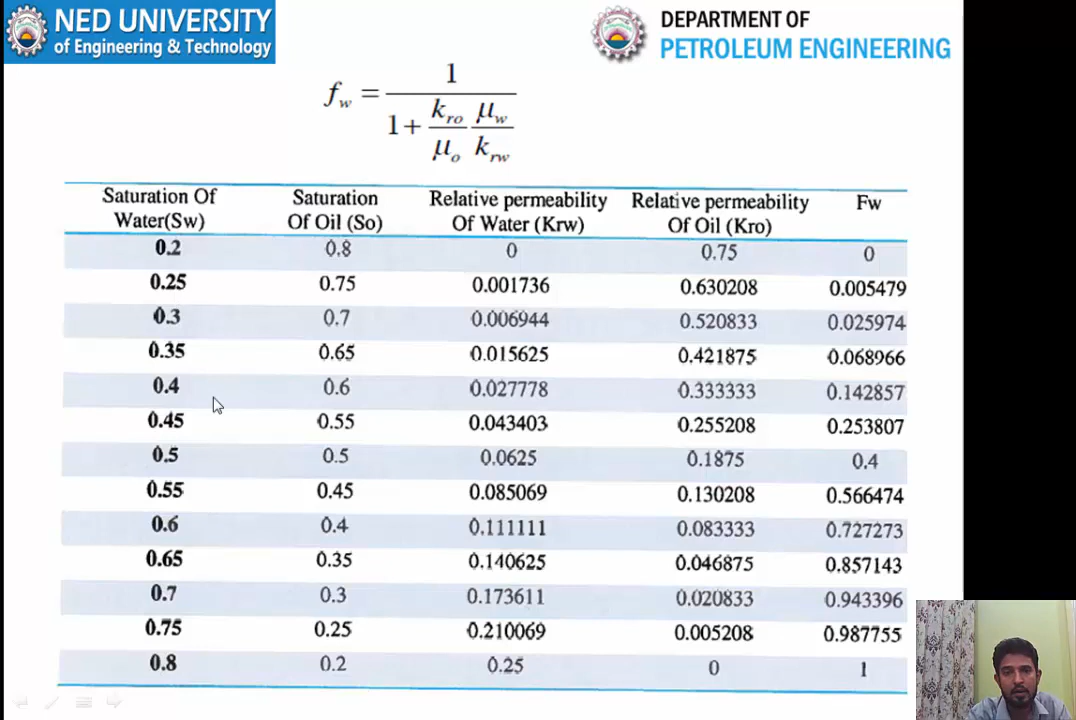 NED UNIVERSITY
of Engineering & Technology
DEPARTMENT OF
PETROLEUM ENGINEERING
f_w = 1 / (1 + (k_ro / μ_o) (μ_w / k_rw))
Saturation Of Water(Sw) Saturation Of Oil (So) Relative permeability Of Water (Krw) Relative permeability Of Oil (Kro) Fw
0.2 0.8 0 0.75 0
0.25 0.75 0.001736 0.630208 0.005479
0.3 0.7 0.006944 0.520833 0.025974
0.35 0.65 0.015625 0.421875 0.068966
0.4 0.6 0.027778 0.333333 0.142857
0.45 0.55 0.043403 0.255208 0.253807
0.5 0.5 0.0625 0.1875 0.4
0.55 0.45 0.085069 0.130208 0.566474
0.6 0.4 0.111111 0.083333 0.727273
0.65 0.35 0.140625 0.046875 0.857143
0.7 0.3 0.173611 0.020833 0.943396
0.75 0.25 0.210069 0.005208 0.987755
0.8 0.2 0.25 0 1